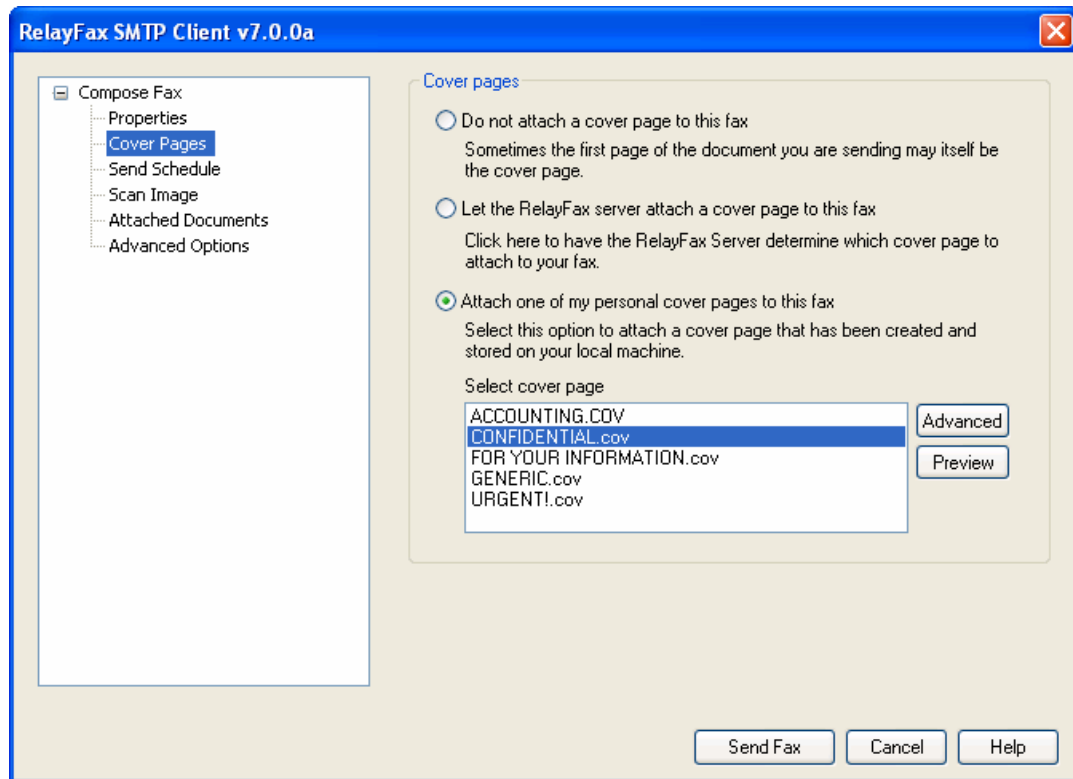 RelayFax SMTP Client v7.0.0a
Compose Fax
Properties
Cover Pages
Send Schedule
Scan Image
Attached Documents
Advanced Options
Cover pages
Do not attach a cover page to this fax
Sometimes the first page of the document you are sending may itself be
the cover page.
Let the RelayFax server attach a cover page to this fax
Click here to have the RelayFax Server determine which cover page to
attach to your fax.
Attach one of my personal cover pages to this fax
Select this option to attach a cover page that has been created and
stored on your local machine.
Select cover page
ACCOUNTING.COV
CONFIDENTIAL.cov
FOR YOUR INFORMATION.cov
GENERIC.cov
URGENT!.cov
Advanced
Preview
Send Fax
Cancel
Help